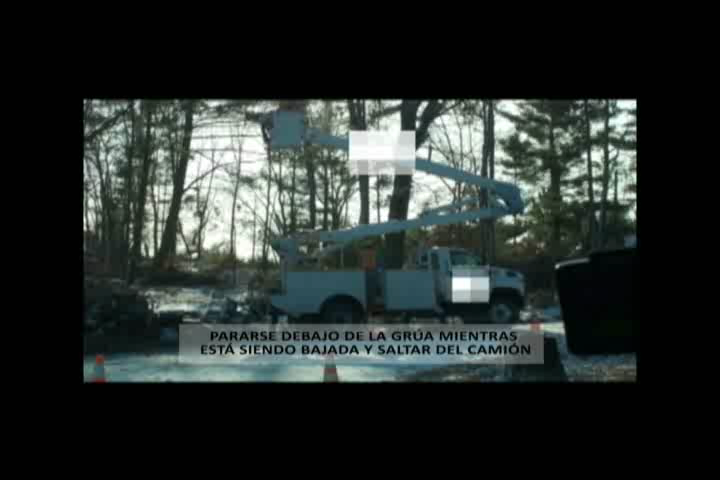 PARARSE DEBAJO DE LA GRÚA MIENTRAS
ESTÁ SIENDO BAJADA Y SALTAR DEL CAMIÓN